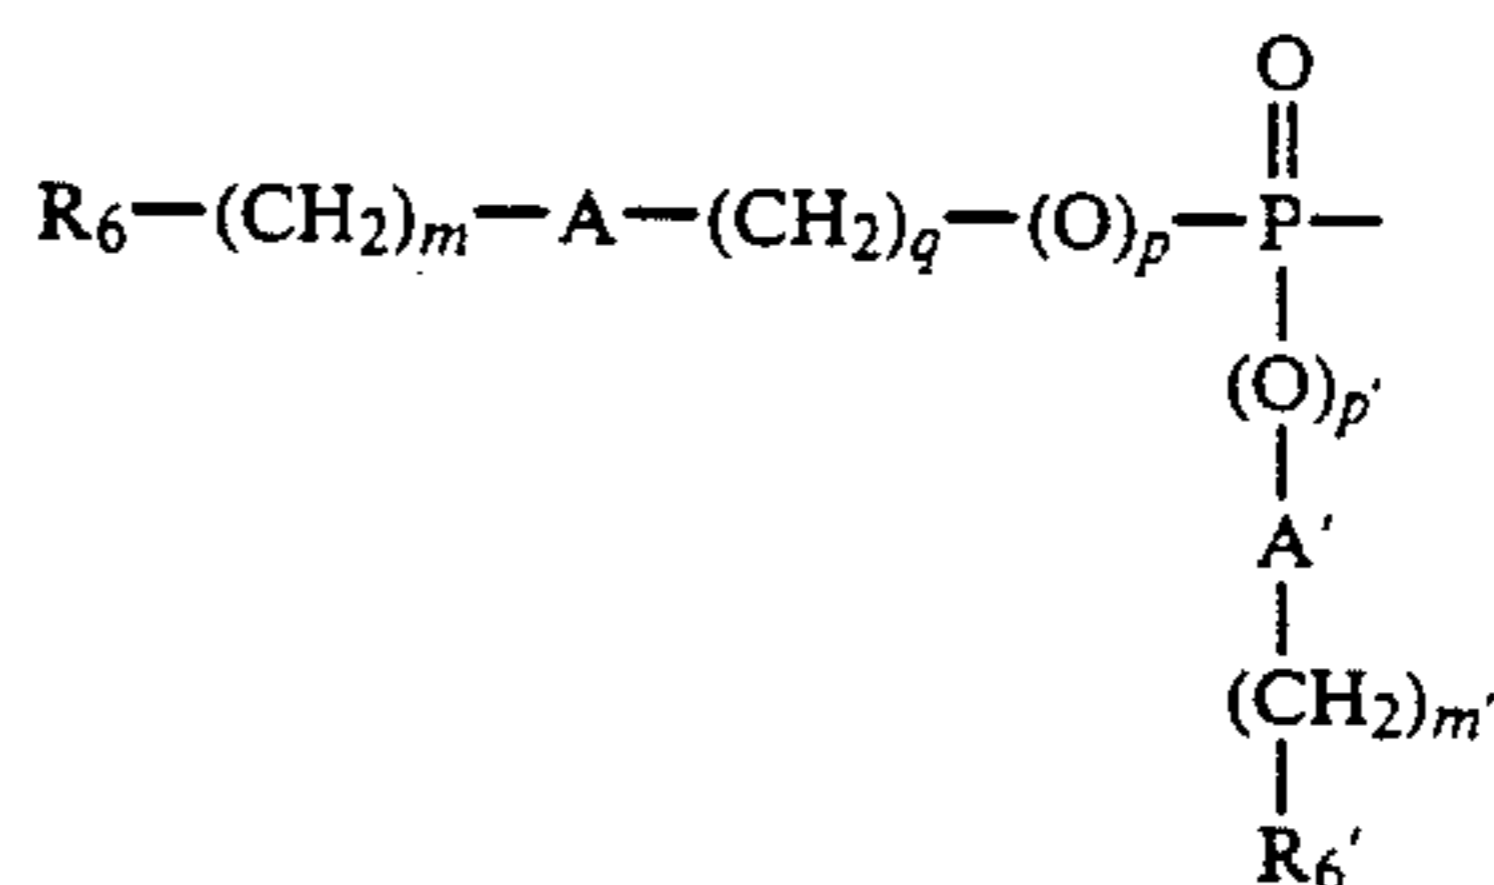 O
R6—(CH2)m—A—(CH2)q—(O)p—P—
(O)p'
A'
(CH2)m'
R6'